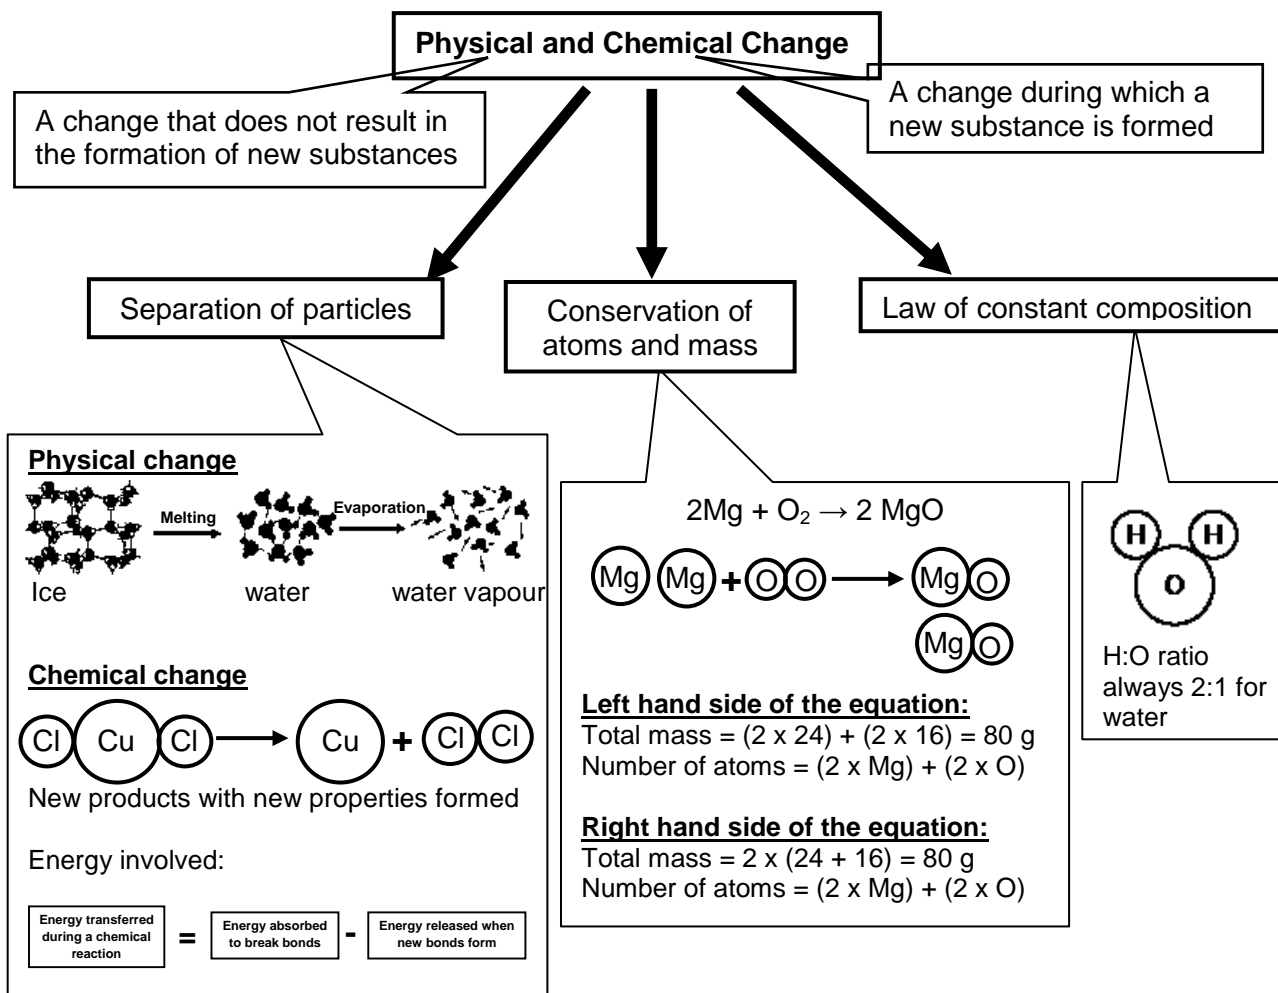 Physical and Chemical Change
A change that does not result in
the formation of new substances
A change during which a
new substance is formed
Separation of particles
Conservation of
atoms and mass
Law of constant composition
Physical change
Melting
Evaporation
Ice
water
water vapour
Chemical change
Cl Cu Cl Cu + Cl Cl
New products with new properties formed
Energy involved:
Energy transferred
during a chemical
reaction
=
Energy absorbed
to break bonds
-
Energy released when
new bonds form
2Mg + O₂ → 2 MgO
Mg Mg + O O Mg O
Mg O
Left hand side of the equation:
Total mass = (2 x 24) + (2 x 16) = 80 g
Number of atoms = (2 x Mg) + (2 x O)
Right hand side of the equation:
Total mass = 2 x (24 + 16) = 80 g
Number of atoms = (2 x Mg) + (2 x O)
H H
O
H:O ratio
always 2:1 for
water